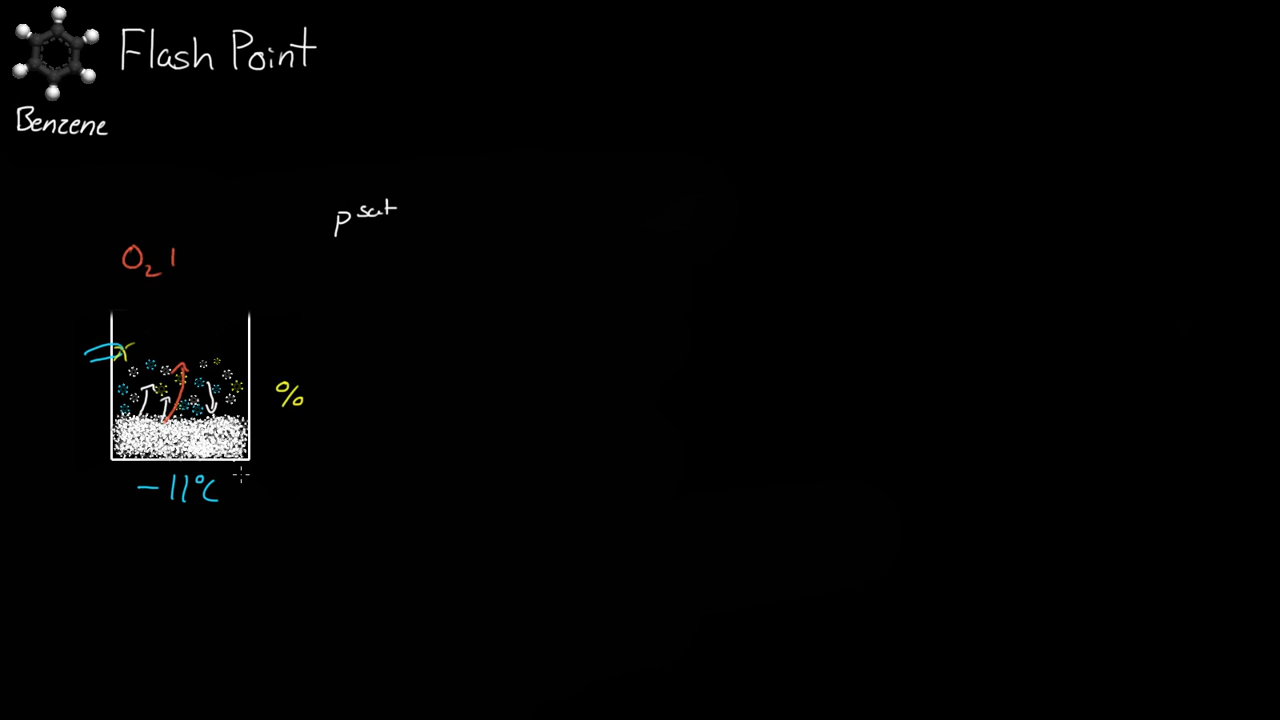 Flash Point
Benzene
p^sat
O₂ |
%
-11°C